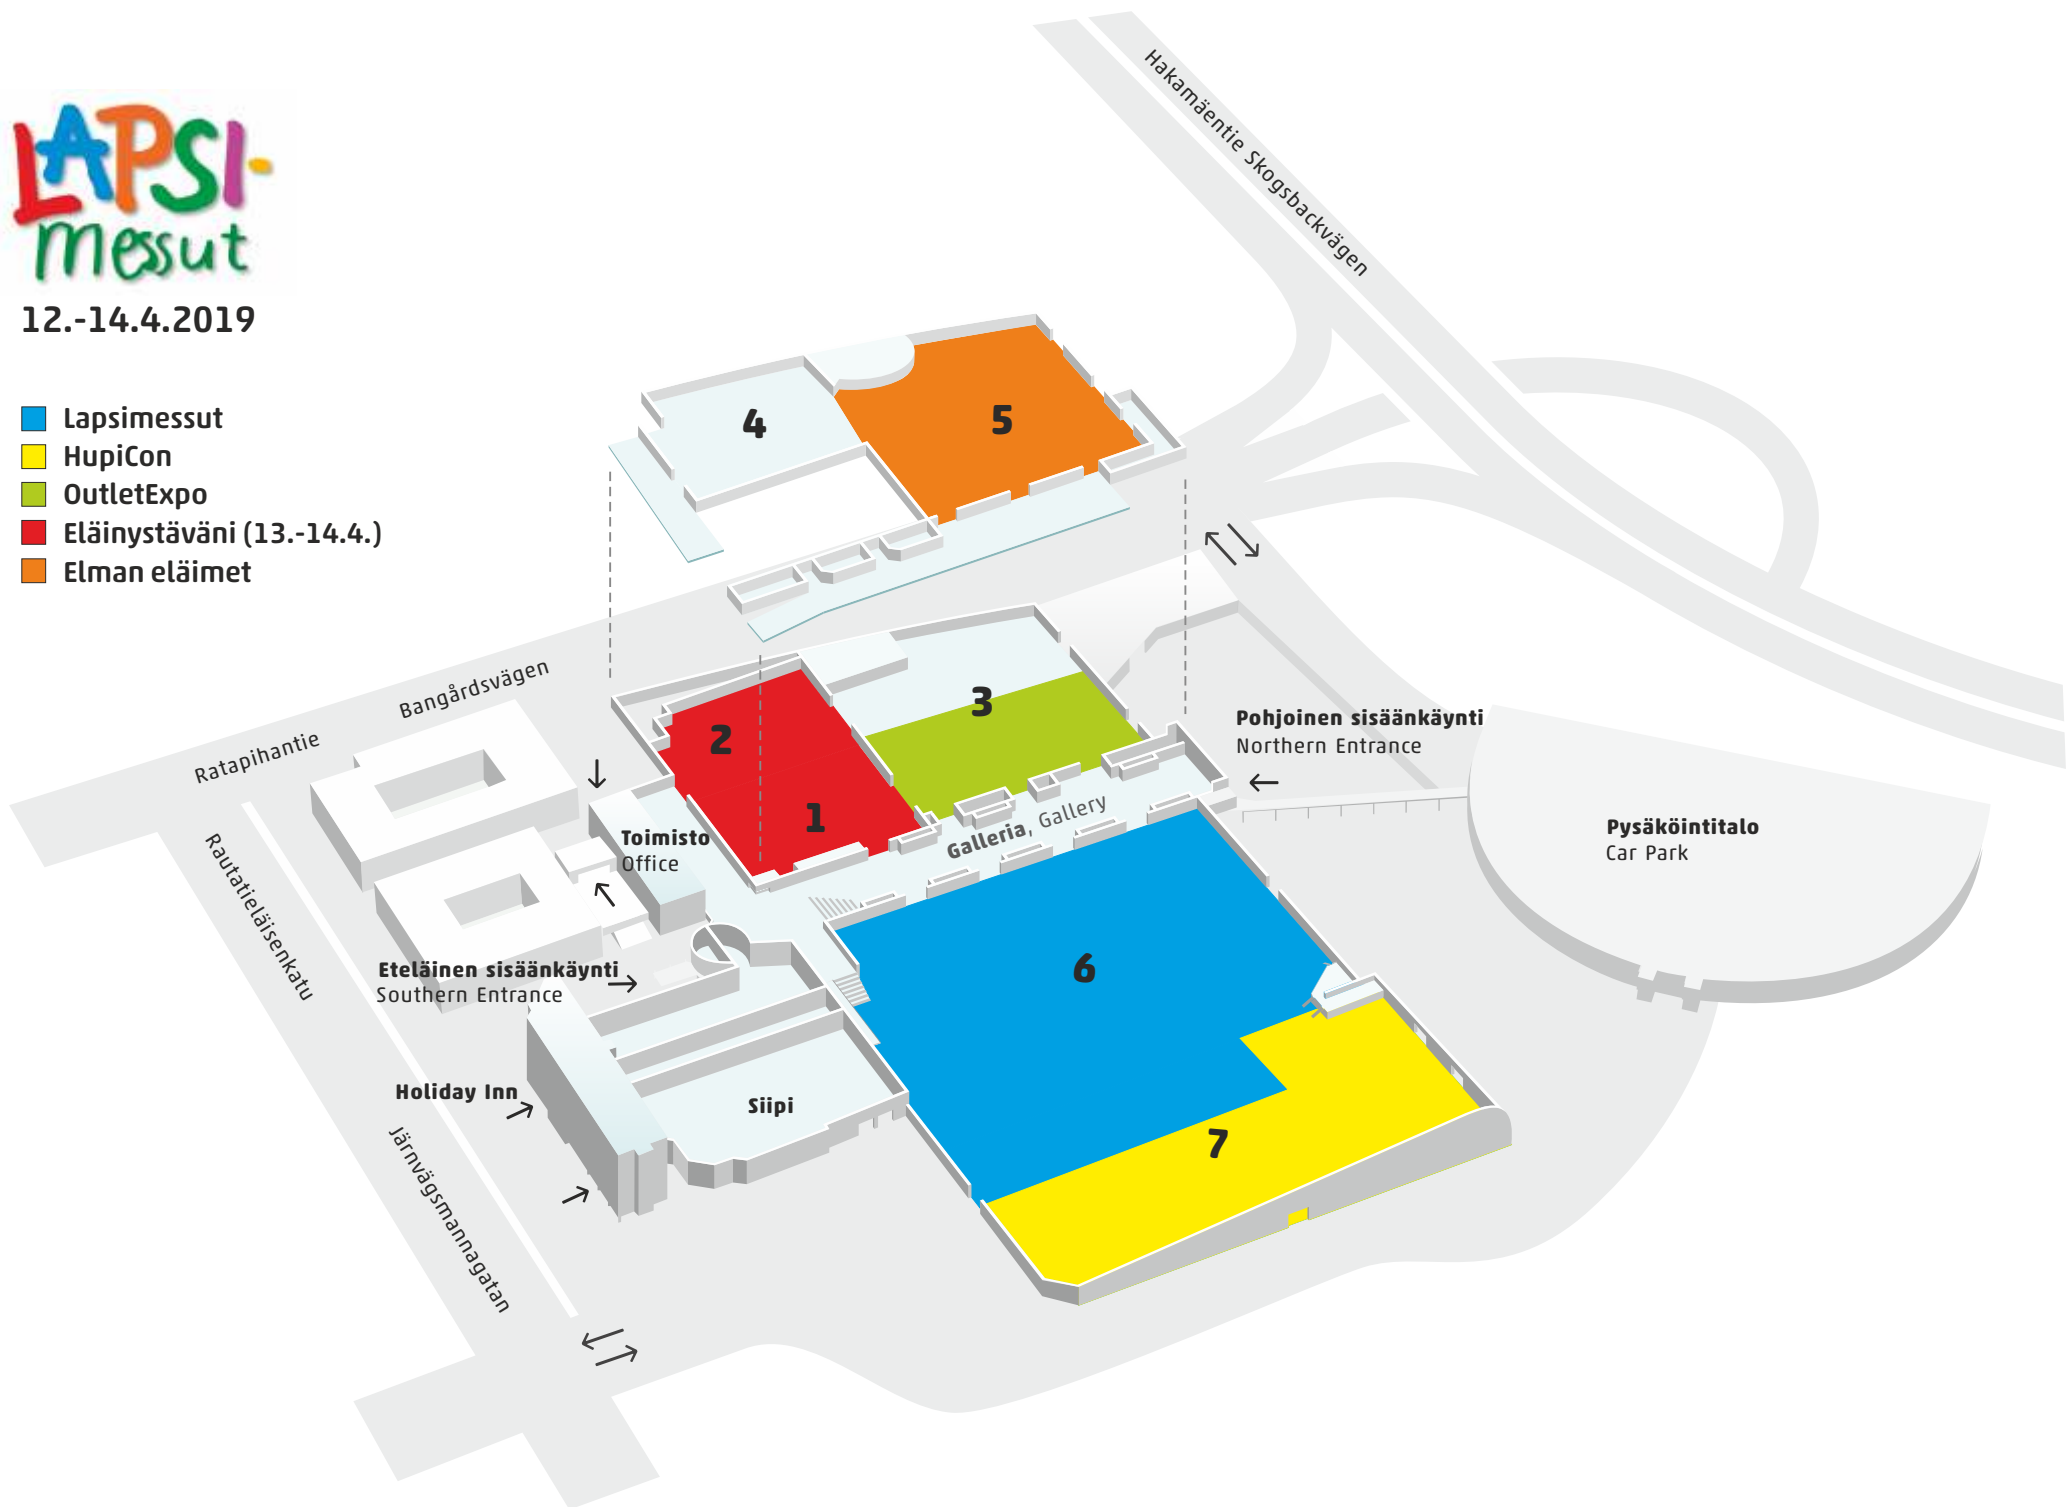 LAPSI-
messut
12.-14.4.2019
Lapsimessut
HupiCon
OutletExpo
Eläinystäväni (13.-14.4.)
Elman eläimet
Hakamäentie Skogsbackvägen
4
5
Ratapihantie Bangårdsvägen
2
3
1
Pohjoinen sisäänkäynti
Northern Entrance
Galleria, Gallery
Toimisto
Office
Pysäköintitalo
Car Park
Rautatieläisenkatu
Eteläinen sisäänkäynti
Southern Entrance
6
Holiday Inn
Siipi
7
Järnvägsmannagatan